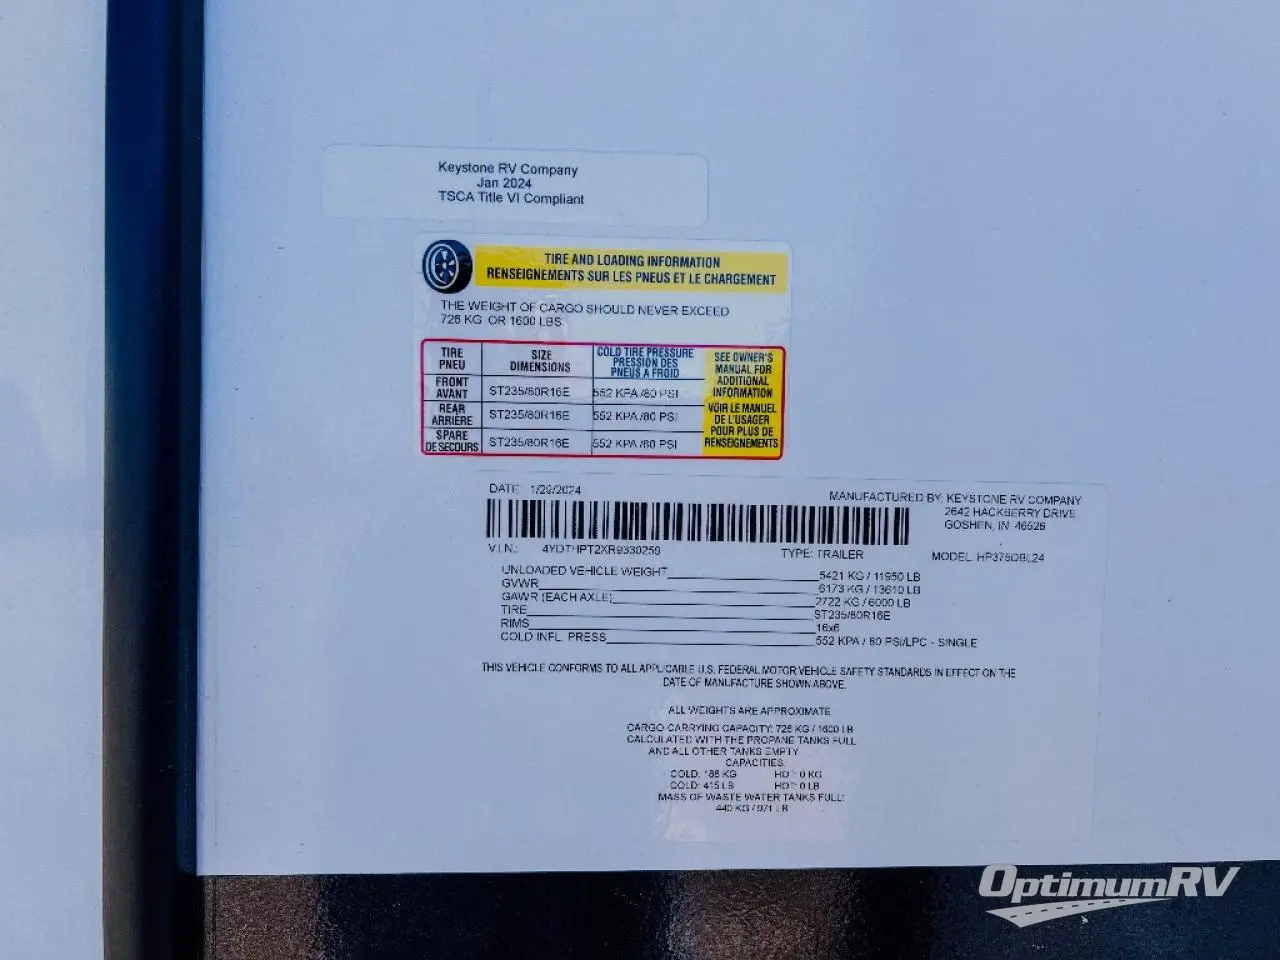 Keystone RV Company
Jan 2024
TSCA Title VI Compliant
TIRE AND LOADING INFORMATION
RENSEIGNEMENTS SUR LES PNEUS ET LE CHARGEMENT
THE WEIGHT OF CARGO SHOULD NEVER EXCEED
726 KG OR 1600 LBS.
TIRE PNEU SIZE DIMENSIONS COLD TIRE PRESSURE PRESSION DES PNEUS A FROID
FRONT AVANT ST235/80R16E 552 KPA /80 PSI
REAR ARRIÈRE ST235/80R16E 552 KPA /80 PSI
SPARE DE SECOURS ST235/80R16E 552 KPA /80 PSI
SEE OWNER'S
MANUAL FOR
ADDITIONAL
INFORMATION
VOIR LE MANUEL
DE L'USAGER
POUR PLUS DE
RENSEIGNEMENTS
DATE: 1/29/2024
MANUFACTURED BY: KEYSTONE RV COMPANY
2642 HACKBERRY DRIVE
GOSHEN, IN 46526
V.I.N.: 4YDTHPT2XR9330259 TYPE: TRAILER MODEL: HP375DBL24
UNLOADED VEHICLE WEIGHT 5421 KG / 11950 LB
GVWR 6173 KG / 13610 LB
GAWR (EACH AXLE) 2722 KG / 6000 LB
TIRE ST235/80R16E
RIMS 16x6
COLD INFL. PRESS 552 KPA / 80 PSI/LPC - SINGLE
THIS VEHICLE CONFORMS TO ALL APPLICABLE U.S. FEDERAL MOTOR VEHICLE SAFETY STANDARDS IN EFFECT ON THE
DATE OF MANUFACTURE SHOWN ABOVE.
ALL WEIGHTS ARE APPROXIMATE
CARGO CARRYING CAPACITY: 726 KG / 1600 LB
CALCULATED WITH THE PROPANE TANKS FULL
AND ALL OTHER TANKS EMPTY
CAPACITIES:
COLD: 188 KG HOT: 0 KG
COLD: 415 LB HOT: 0 LB
MASS OF WASTE WATER TANKS FULL:
440 KG / 971 LB
OptimumRV